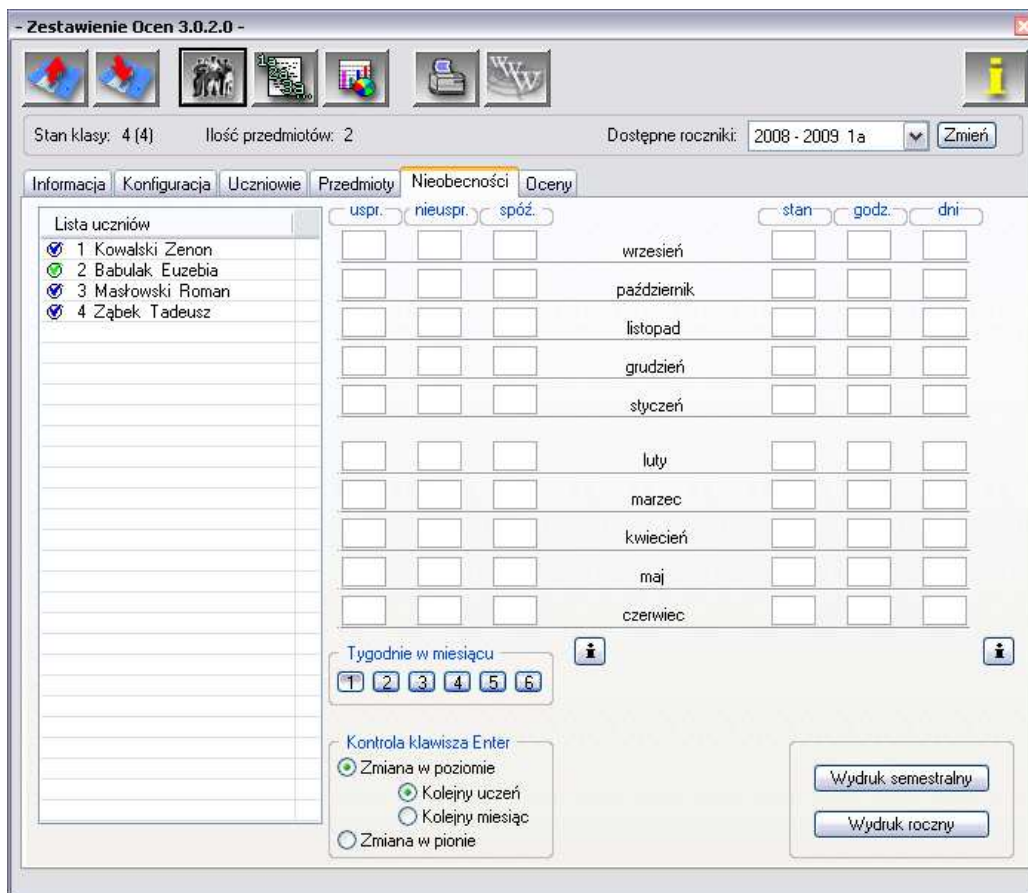 - Zestawienie Ocen 3.0.2.0 -
WWW
Stan klasy: 4 (4) Ilość przedmiotów: 2 Dostępne roczniki: 2008 - 2009 1a Zmień
Informacja Konfiguracja Uczniowie Przedmioty Nieobecności Oceny
Lista uczniów
1 Kowalski Zenon
2 Babulak Euzebia
3 Masłowski Roman
4 Ząbek Tadeusz
uspr. nieuspr. spóź. stan godz. dni
wrzesień
październik
listopad
grudzień
styczeń
luty
marzec
kwiecień
maj
czerwiec
Tygodnie w miesiącu
1 2 3 4 5 6
Kontrola klawisza Enter
Zmiana w poziomie
Kolejny uczeń
Kolejny miesiąc
Zmiana w pionie
Wydruk semestralny
Wydruk roczny